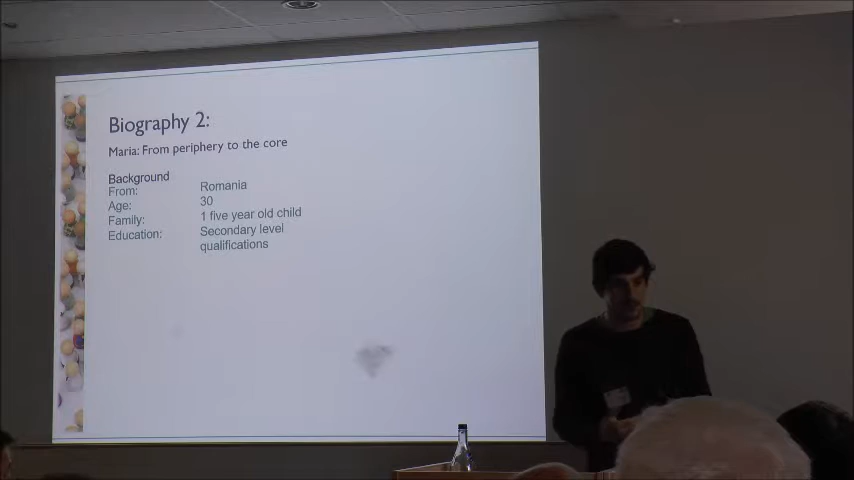 Biography 2:
Maria: From periphery to the core
Background
From: Romania
Age: 30
Family: 1 five year old child
Education: Secondary level
qualifications